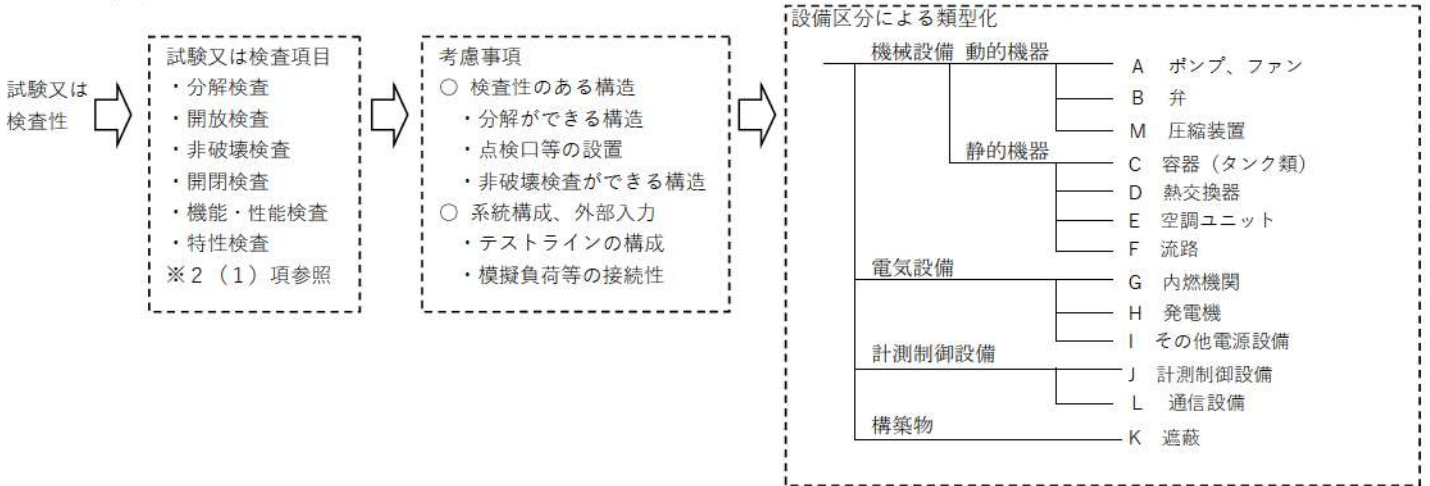 試験又は
検査性
試験又は検査項目
・分解検査
・開放検査
・非破壊検査
・開閉検査
・機能・性能検査
・特性検査
※2（1）項参照
考慮事項
○ 検査性のある構造
・分解ができる構造
・点検口等の設置
・非破壊検査ができる構造
○ 系統構成、外部入力
・テストラインの構成
・模擬負荷等の接続性
設備区分による類型化
機械設備 動的機器
A ポンプ、ファン
B 弁
M 圧縮装置
静的機器
C 容器（タンク類）
D 熱交換器
E 空調ユニット
F 流路
電気設備
G 内燃機関
H 発電機
I その他電源設備
計測制御設備
J 計測制御設備
L 通信設備
構築物
K 遮蔽